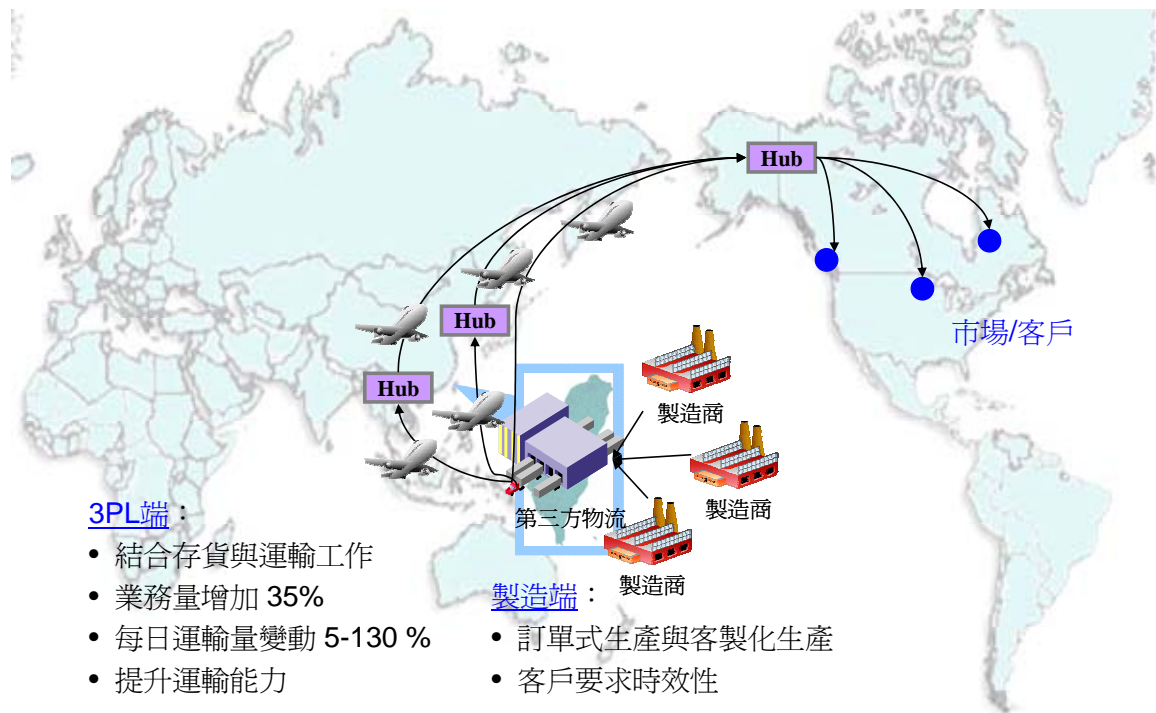 Hub
Hub
Hub
市場/客戶
製造商
製造商
製造商
第三方物流
3PL端：
• 結合存貨與運輸工作
• 業務量增加 35%
• 每日運輸量變動 5-130 %
• 提升運輸能力
製造端：
• 訂單式生產與客製化生產
• 客戶要求時效性